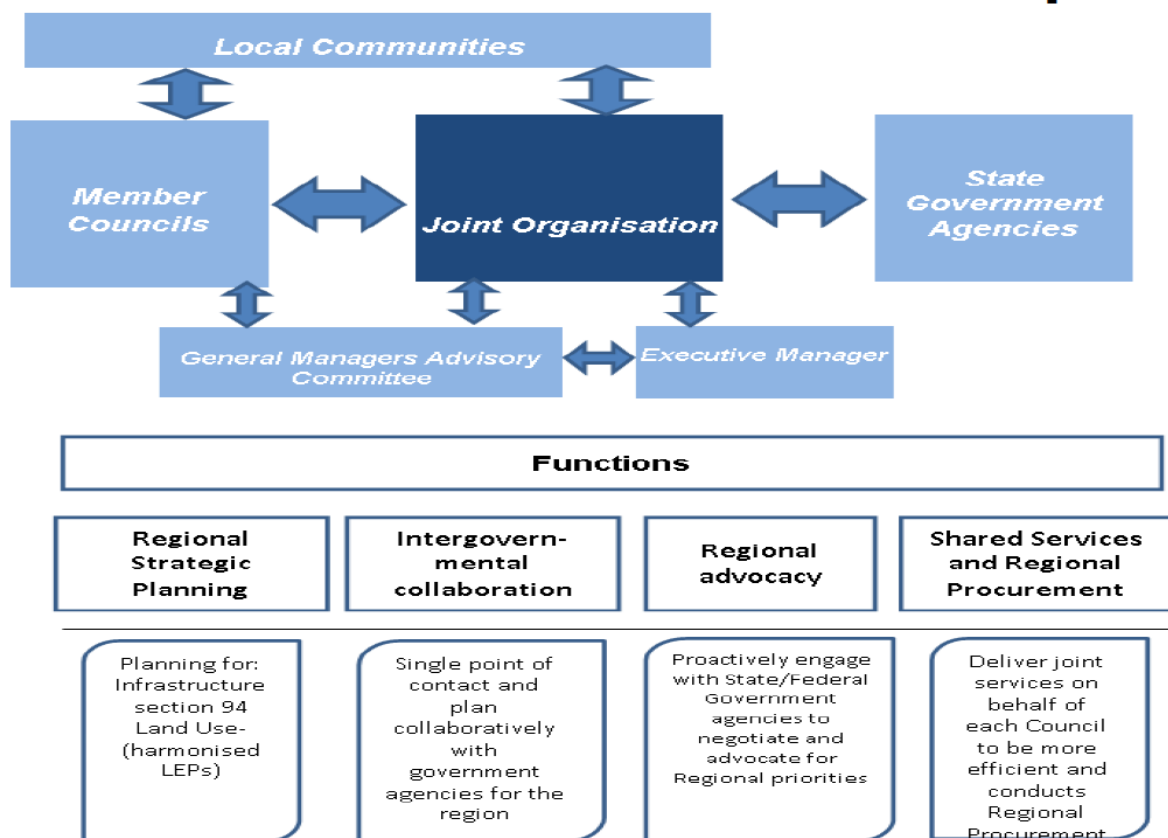 Local Communities
Member
Councils
Joint Organisation
State
Government
Agencies
General Managers Advisory
Committee
Executive Manager
Functions
Regional
Strategic
Planning
Intergovern-
mental
collaboration
Regional
advocacy
Shared Services
and Regional
Procurement
Planning for:
Infrastructure
section 94
Land Use-
(harmonised
LEPs)
Single point of
contact and
plan
collaboratively
with
government
agencies for the
region
Proactively engage
with State/Federal
Government
agencies to
negotiate and
advocate for
Regional priorities
Deliver joint
services on
behalf of
each Council
to be more
efficient and
conducts
Regional
Procurement